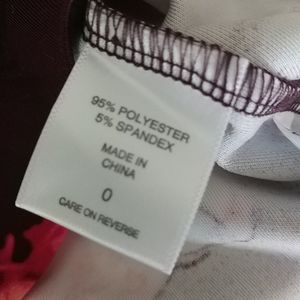 95% POLYESTER
5% SPANDEX
MADE IN
CHINA
0
CARE ON REVERSE